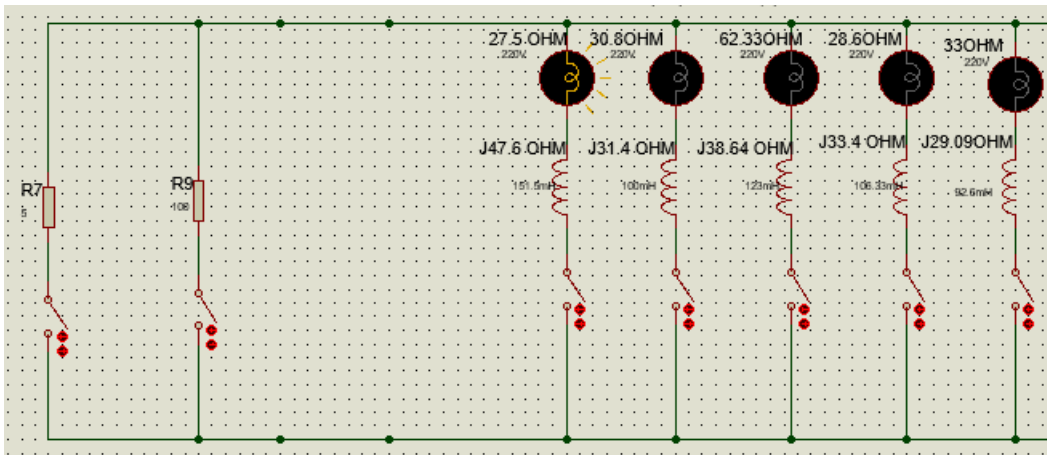 27.5.OHM
220V.
30.8OHM
220V.
62.33OHM
220V
28.6OHM
220V
33OHM
220V
J47.6 OHM
J31.4 OHM
J38.64 OHM
J33.4 OHM
J29.09OHM
151.5mH
100mH
123mH
106.33mH
92.6mH
R7
5
R9
106